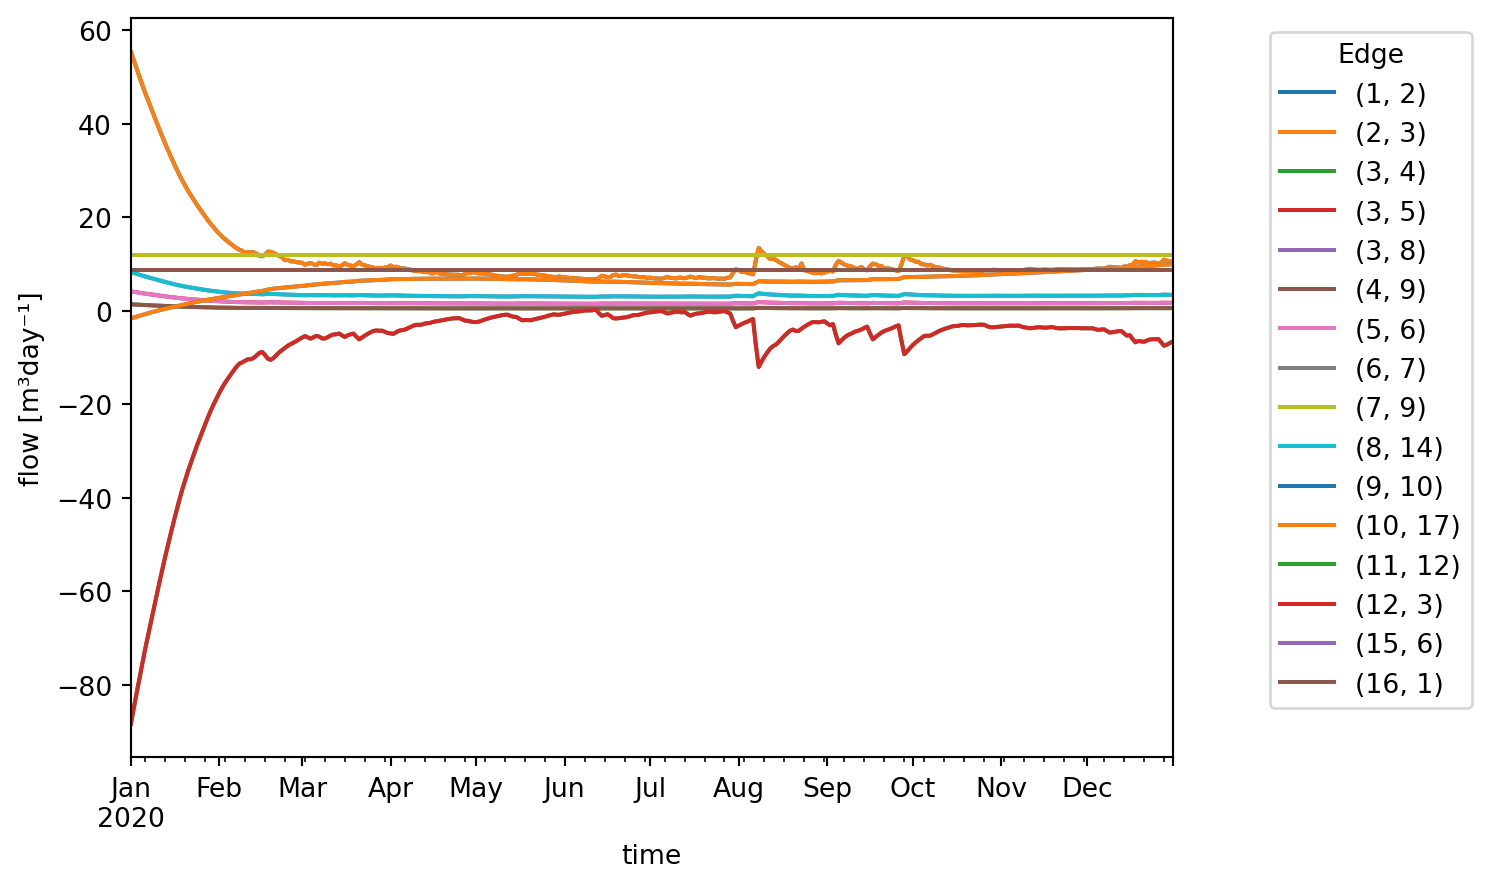 60
40
20
0
−20
−40
−60
−80
flow [m³day⁻¹]
Jan
2020
Feb
Mar
Apr
May
Jun
Jul
Aug
Sep
Oct
Nov
Dec
time
Edge
(1, 2)
(2, 3)
(3, 4)
(3, 5)
(3, 8)
(4, 9)
(5, 6)
(6, 7)
(7, 9)
(8, 14)
(9, 10)
(10, 17)
(11, 12)
(12, 3)
(15, 6)
(16, 1)